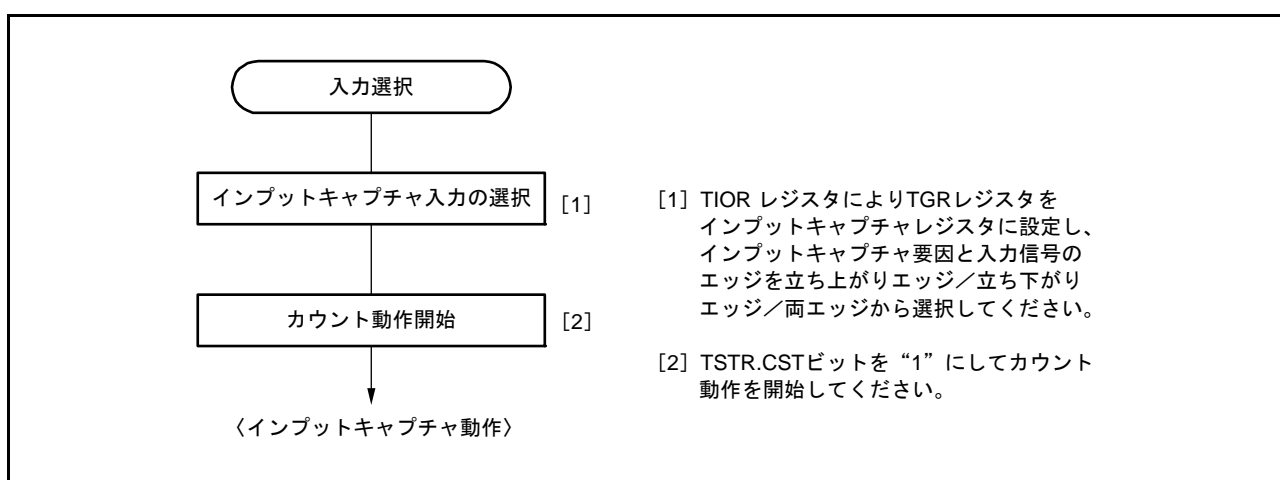 入力選択
インプットキャプチャ入力の選択 [1]
カウント動作開始 [2]
〈インプットキャプチャ動作〉
[1] TIOR レジスタによりTGRレジスタを
インプットキャプチャレジスタに設定し、
インプットキャプチャ要因と入力信号の
エッジを立ち上がりエッジ／立ち下がり
エッジ／両エッジから選択してください。
[2] TSTR.CSTビットを“1”にしてカウント
動作を開始してください。